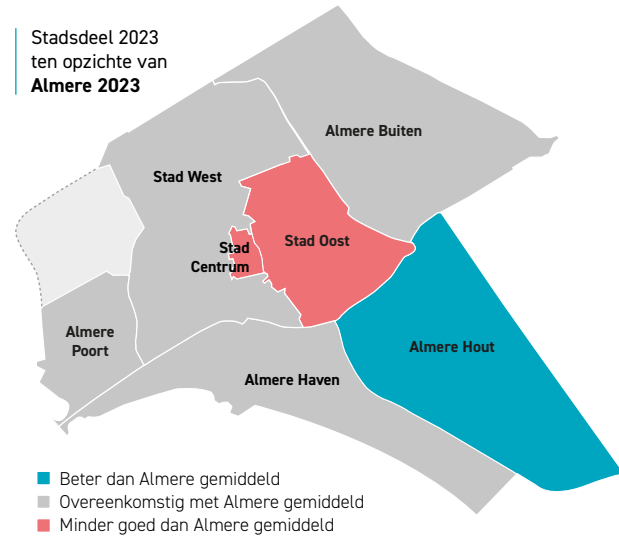 Stadsdeel 2023
ten opzichte van
Almere 2023
Almere Buiten
Stad West
Stad Oost
Stad
Centrum
Almere
Poort
Almere Hout
Almere Haven
Beter dan Almere gemiddeld
Overeenkomstig met Almere gemiddeld
Minder goed dan Almere gemiddeld